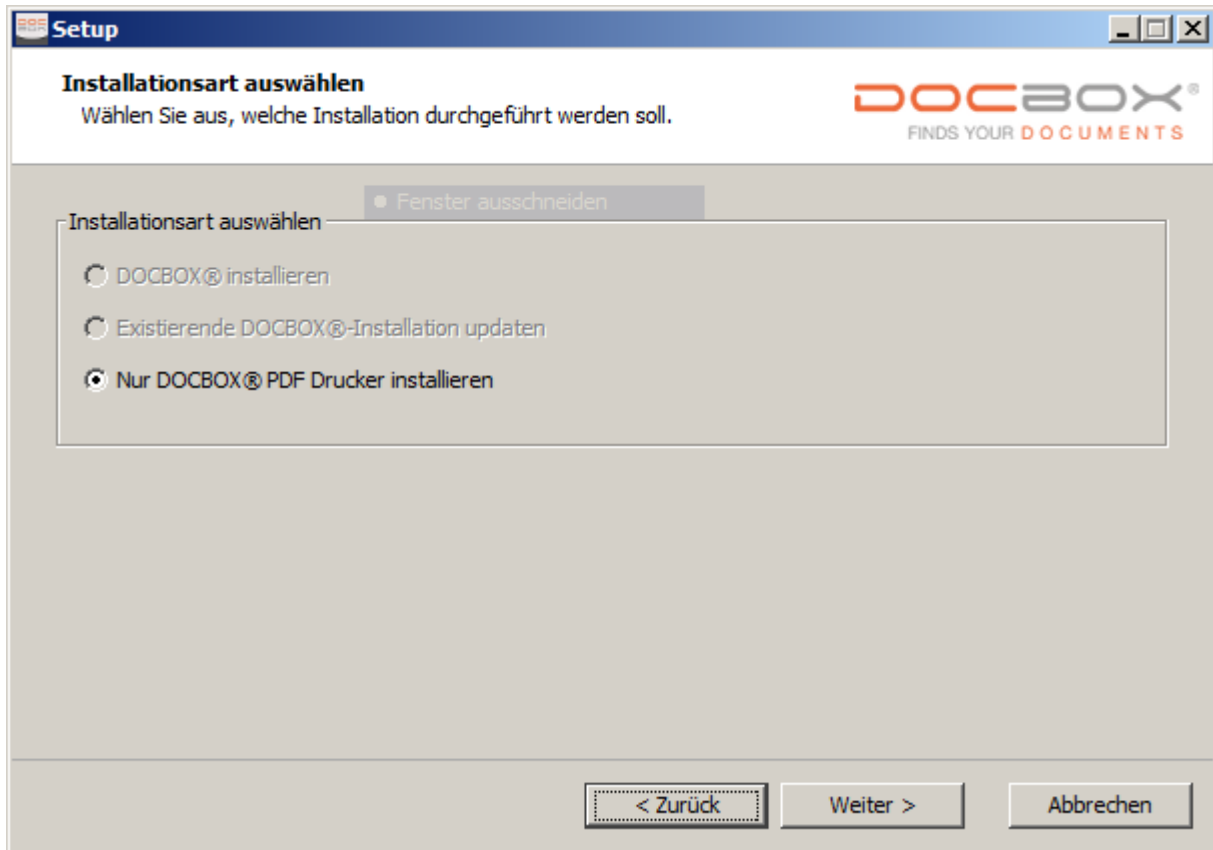 Setup
Installationsart auswählen
Wählen Sie aus, welche Installation durchgeführt werden soll.
DOCBOX®
FINDS YOUR DOCUMENTS
• Fenster ausschneiden
Installationsart auswählen
DOCBOX® installieren
Existierende DOCBOX®-Installation updaten
Nur DOCBOX® PDF Drucker installieren
< Zurück
Weiter >
Abbrechen